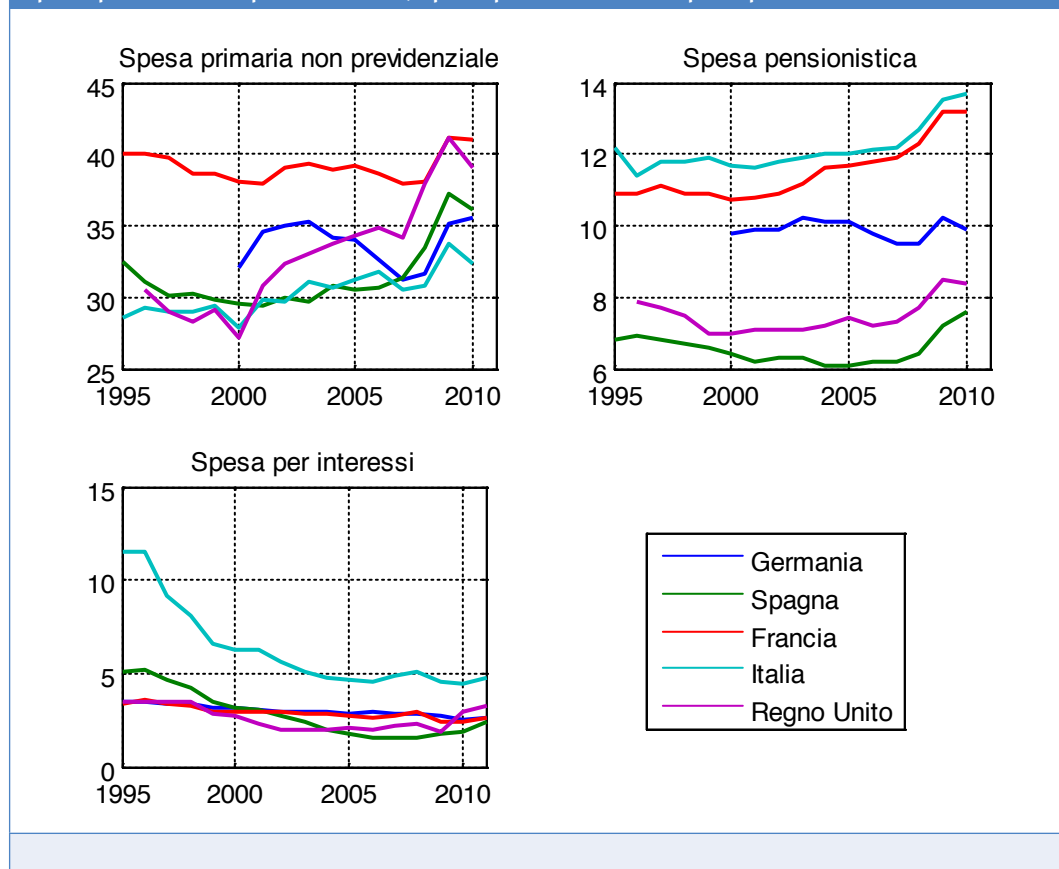 Spesa primaria non previdenziale
45
40
35
30
25
1995 2000 2005 2010
Spesa pensionistica
14
12
10
8
6
1995 2000 2005 2010
Spesa per interessi
15
10
5
0
1995 2000 2005 2010
Germania
Spagna
Francia
Italia
Regno Unito